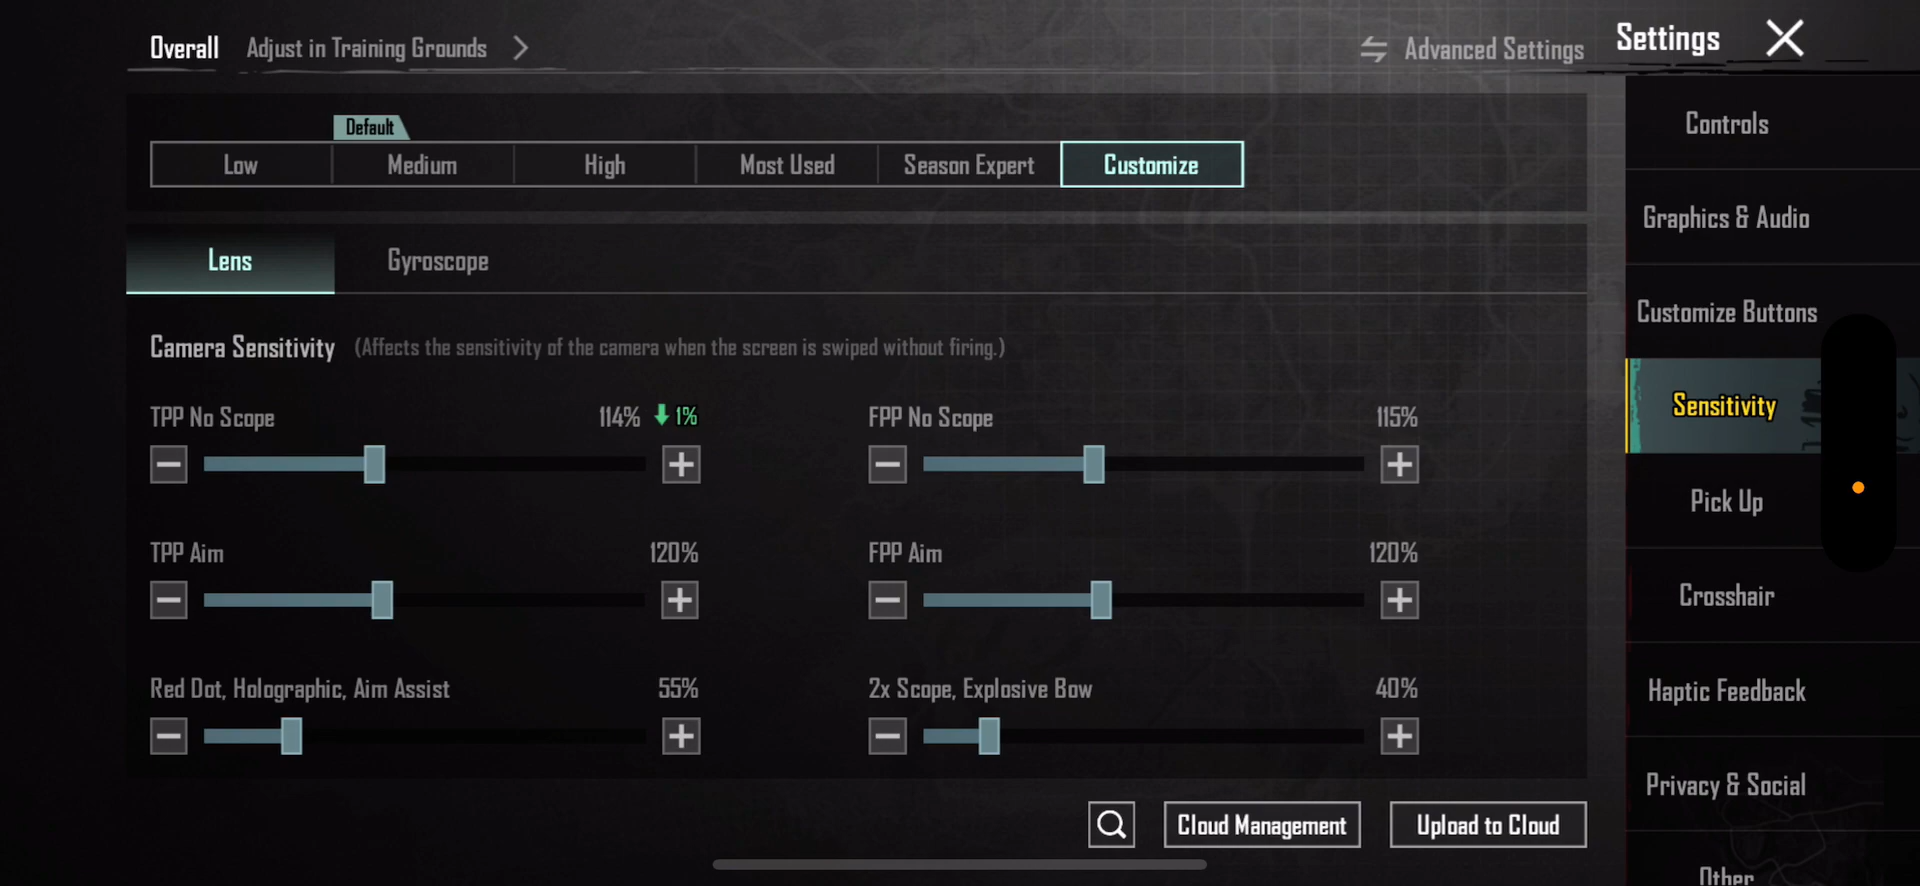 Overall
Adjust in Training Grounds
Advanced Settings
Settings
Default
Low
Medium
High
Most Used
Season Expert
Customize
Lens
Gyroscope
Camera Sensitivity (Affects the sensitivity of the camera when the screen is swiped without firing.)
TPP No Scope
114% 1%
FPP No Scope
115%
TPP Aim
120%
FPP Aim
120%
Red Dot, Holographic, Aim Assist
55%
2x Scope, Explosive Bow
40%
Cloud Management
Upload to Cloud
Controls
Graphics & Audio
Customize Buttons
Sensitivity
Pick Up
Crosshair
Haptic Feedback
Privacy & Social
Other